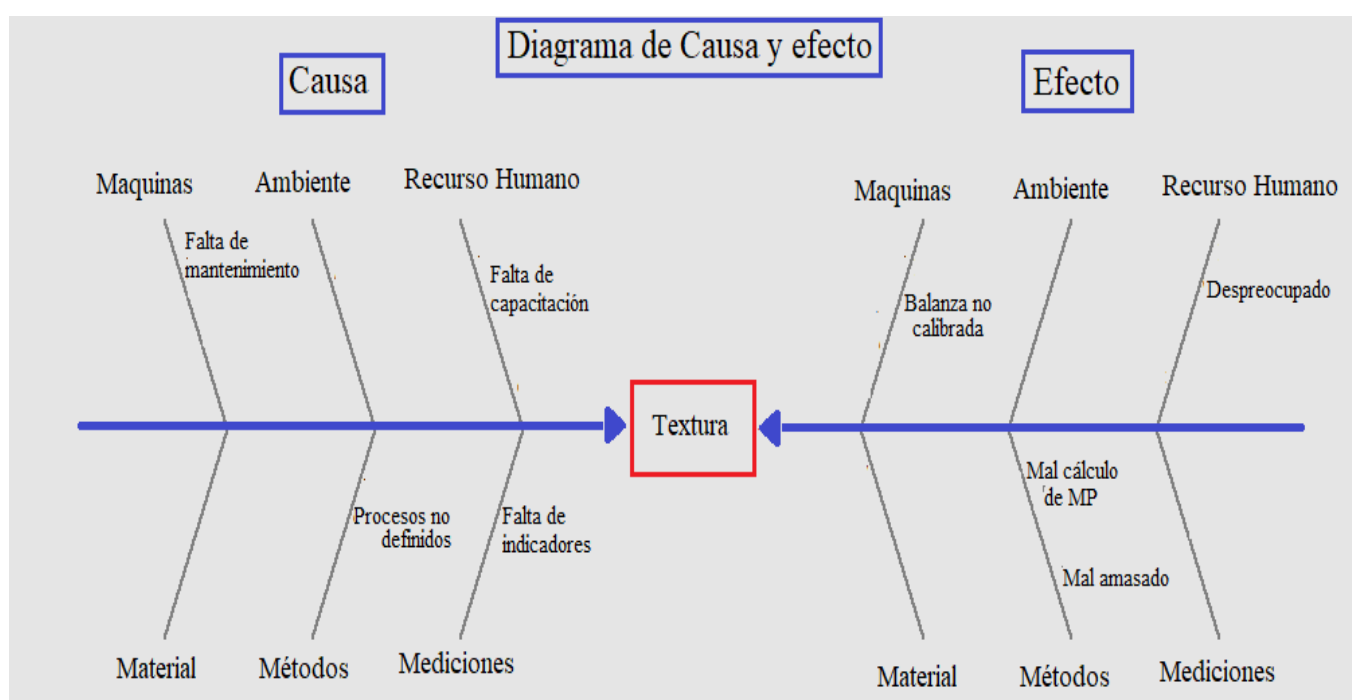 Diagrama de Causa y efecto
Causa
Efecto
Maquinas
Ambiente
Recurso Humano
Maquinas
Ambiente
Recurso Humano
Falta de
mantenimiento
Falta de
capacitación
Balanza no
calibrada
Despreocupado
Textura
Procesos no
definidos
Falta de
indicadores
Mal cálculo
de MP
Mal amasado
Material
Métodos
Mediciones
Material
Métodos
Mediciones